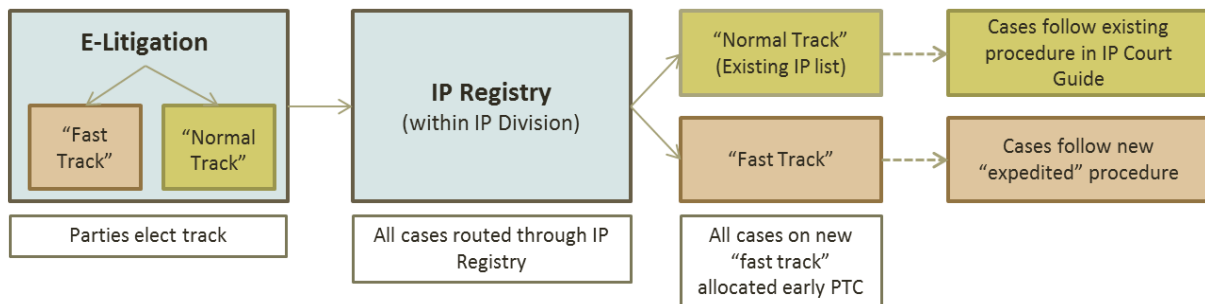 E-Litigation
“Fast
Track”
“Normal
Track”
Parties elect track
IP Registry
(within IP Division)
All cases routed through IP
Registry
“Normal Track”
(Existing IP list)
“Fast Track”
All cases on new
“fast track”
allocated early PTC
Cases follow existing
procedure in IP Court
Guide
Cases follow new
“expedited” procedure